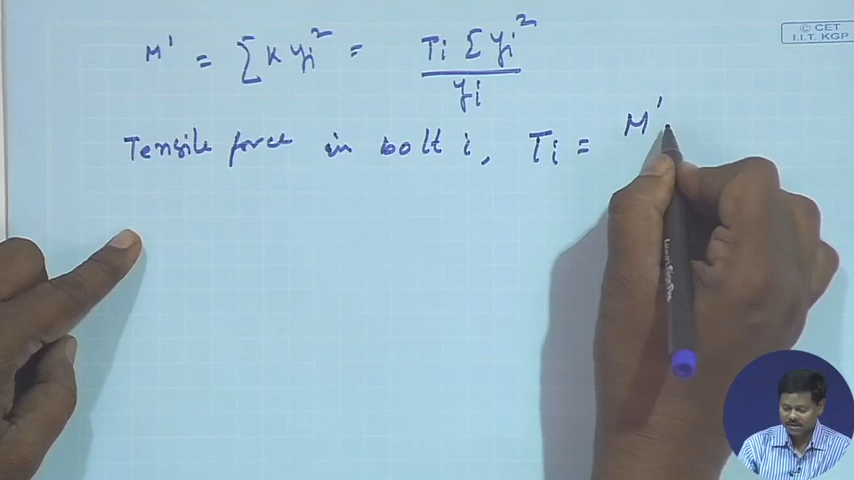 © CET
I.I.T. KGP
M' = ∑ K yi² = Ti ∑ yi² / yi
Tensile force in bolt i, Ti = M'